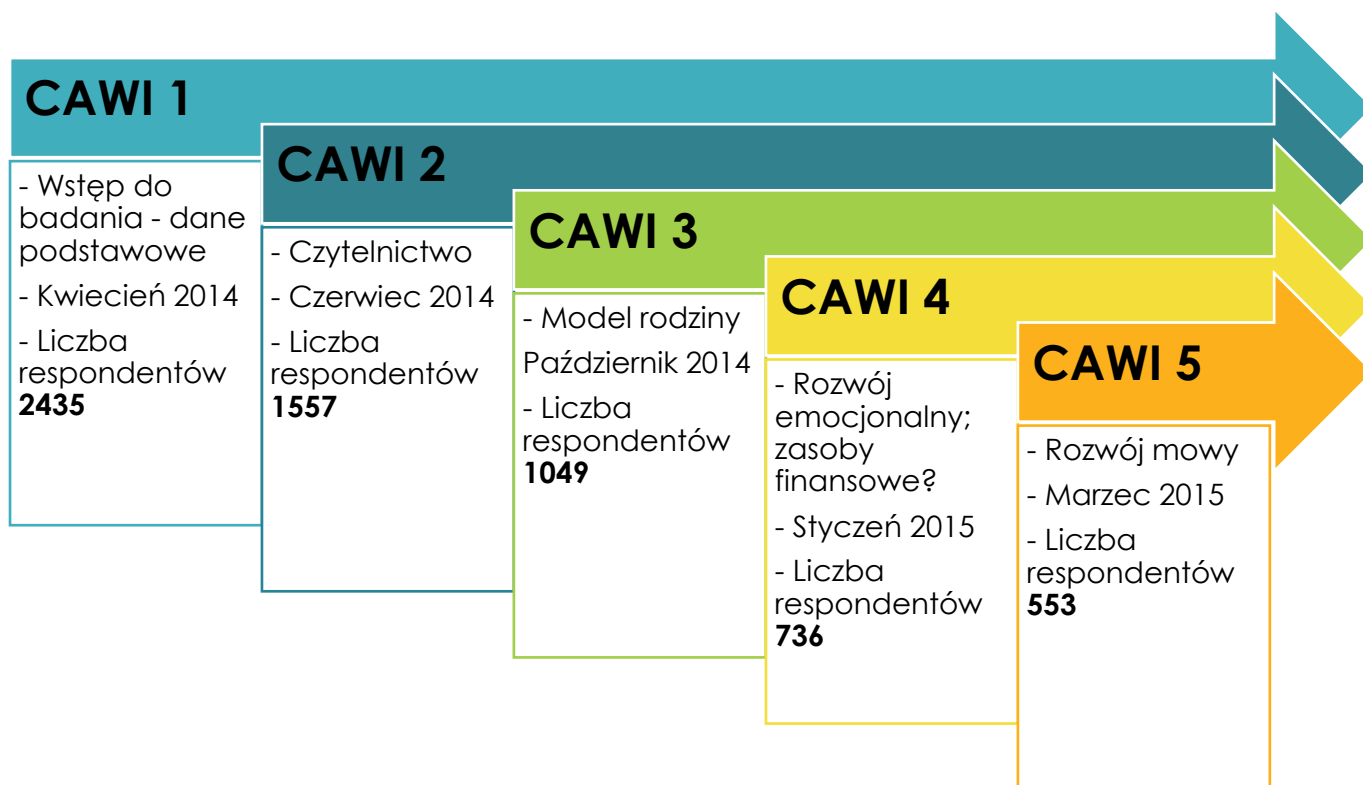 CAWI 1
- Wstęp do
badania - dane
podstawowe
- Kwiecień 2014
- Liczba
respondentów
2435
CAWI 2
- Czytelnictwo
- Czerwiec 2014
- Liczba
respondentów
1557
CAWI 3
- Model rodziny
Październik 2014
- Liczba
respondentów
1049
CAWI 4
- Rozwój
emocjonalny;
zasoby
finansowe?
- Styczeń 2015
- Liczba
respondentów
736
CAWI 5
- Rozwój mowy
- Marzec 2015
- Liczba
respondentów
553